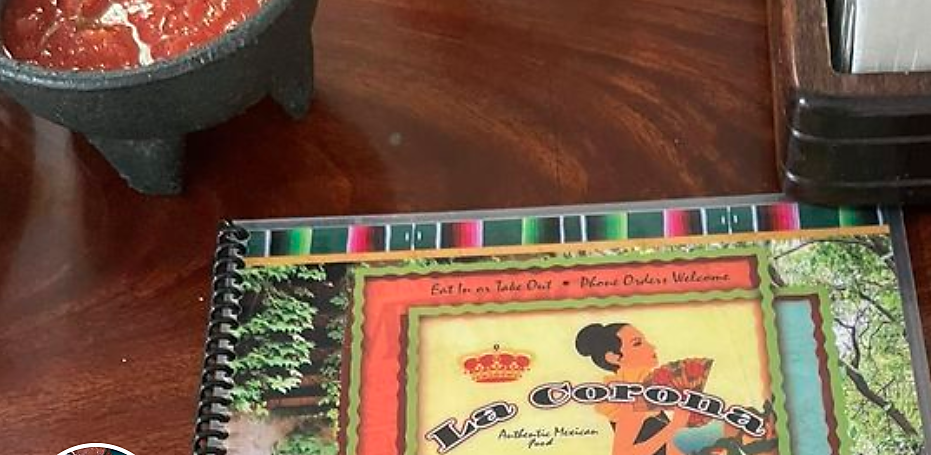 Eat In or Take Out • Phone Orders Welcome
La Corona
Authentic Mexican
Food